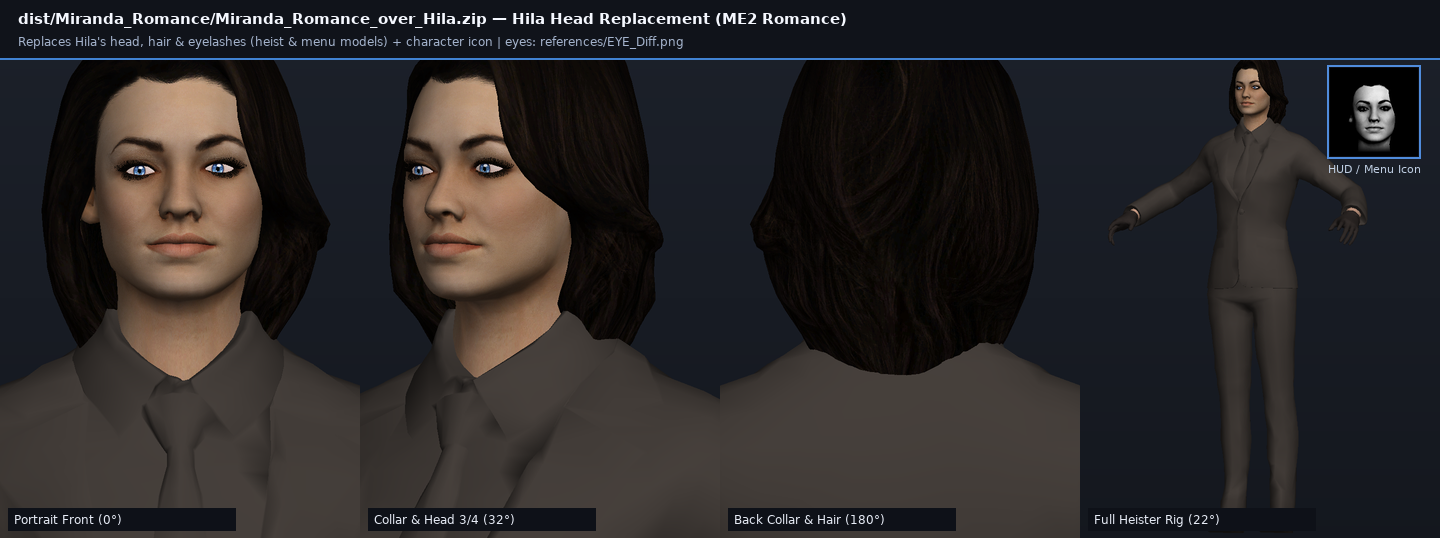 dist/Miranda_Romance/Miranda_Romance_over_Hila.zip — Hila Head Replacement (ME2 Romance)
Replaces Hila's head, hair & eyelashes (heist & menu models) + character icon | eyes: references/EYE_Diff.png
HUD / Menu Icon
Portrait Front (0°)
Collar & Head 3/4 (32°)
Back Collar & Hair (180°)
Full Heister Rig (22°)